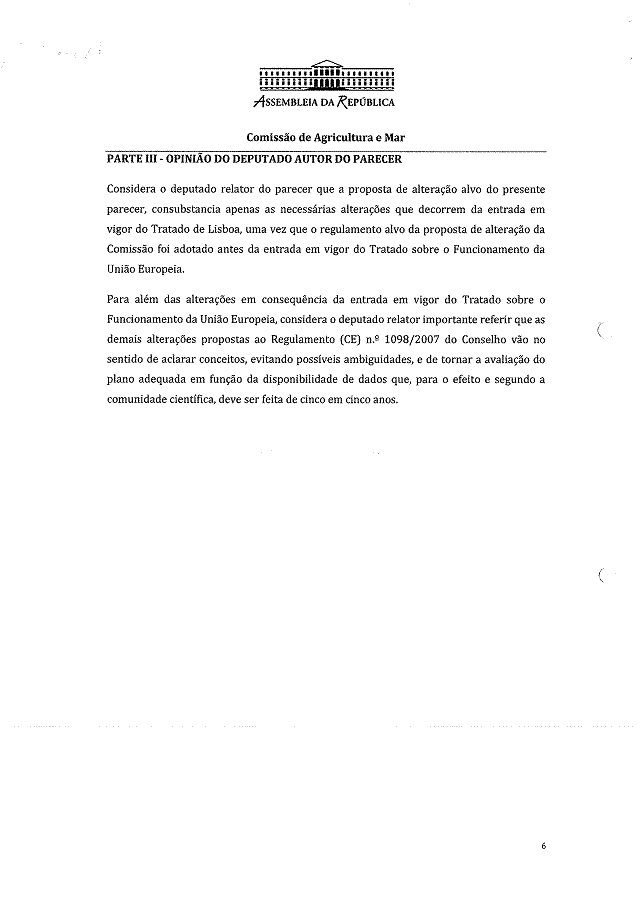 ASSEMBLEIA DA REPÚBLICA
Comissão de Agricultura e Mar
PARTE III - OPINIÃO DO DEPUTADO AUTOR DO PARECER
Considera o deputado relator do parecer que a proposta de alteração alvo do presente
parecer, consubstancia apenas as necessárias alterações que decorrem da entrada em
vigor do Tratado de Lisboa, uma vez que o regulamento alvo da proposta de alteração da
Comissão foi adotado antes da entrada em vigor do Tratado sobre o Funcionamento da
União Europeia.
Para além das alterações em consequência da entrada em vigor do Tratado sobre o
Funcionamento da União Europeia, considera o deputado relator importante referir que as
demais alterações propostas ao Regulamento (CE) n.º 1098/2007 do Conselho vão no
sentido de aclarar conceitos, evitando possíveis ambiguidades, e de tornar a avaliação do
plano adequada em função da disponibilidade de dados que, para o efeito e segundo a
comunidade científica, deve ser feita de cinco em cinco anos.
6